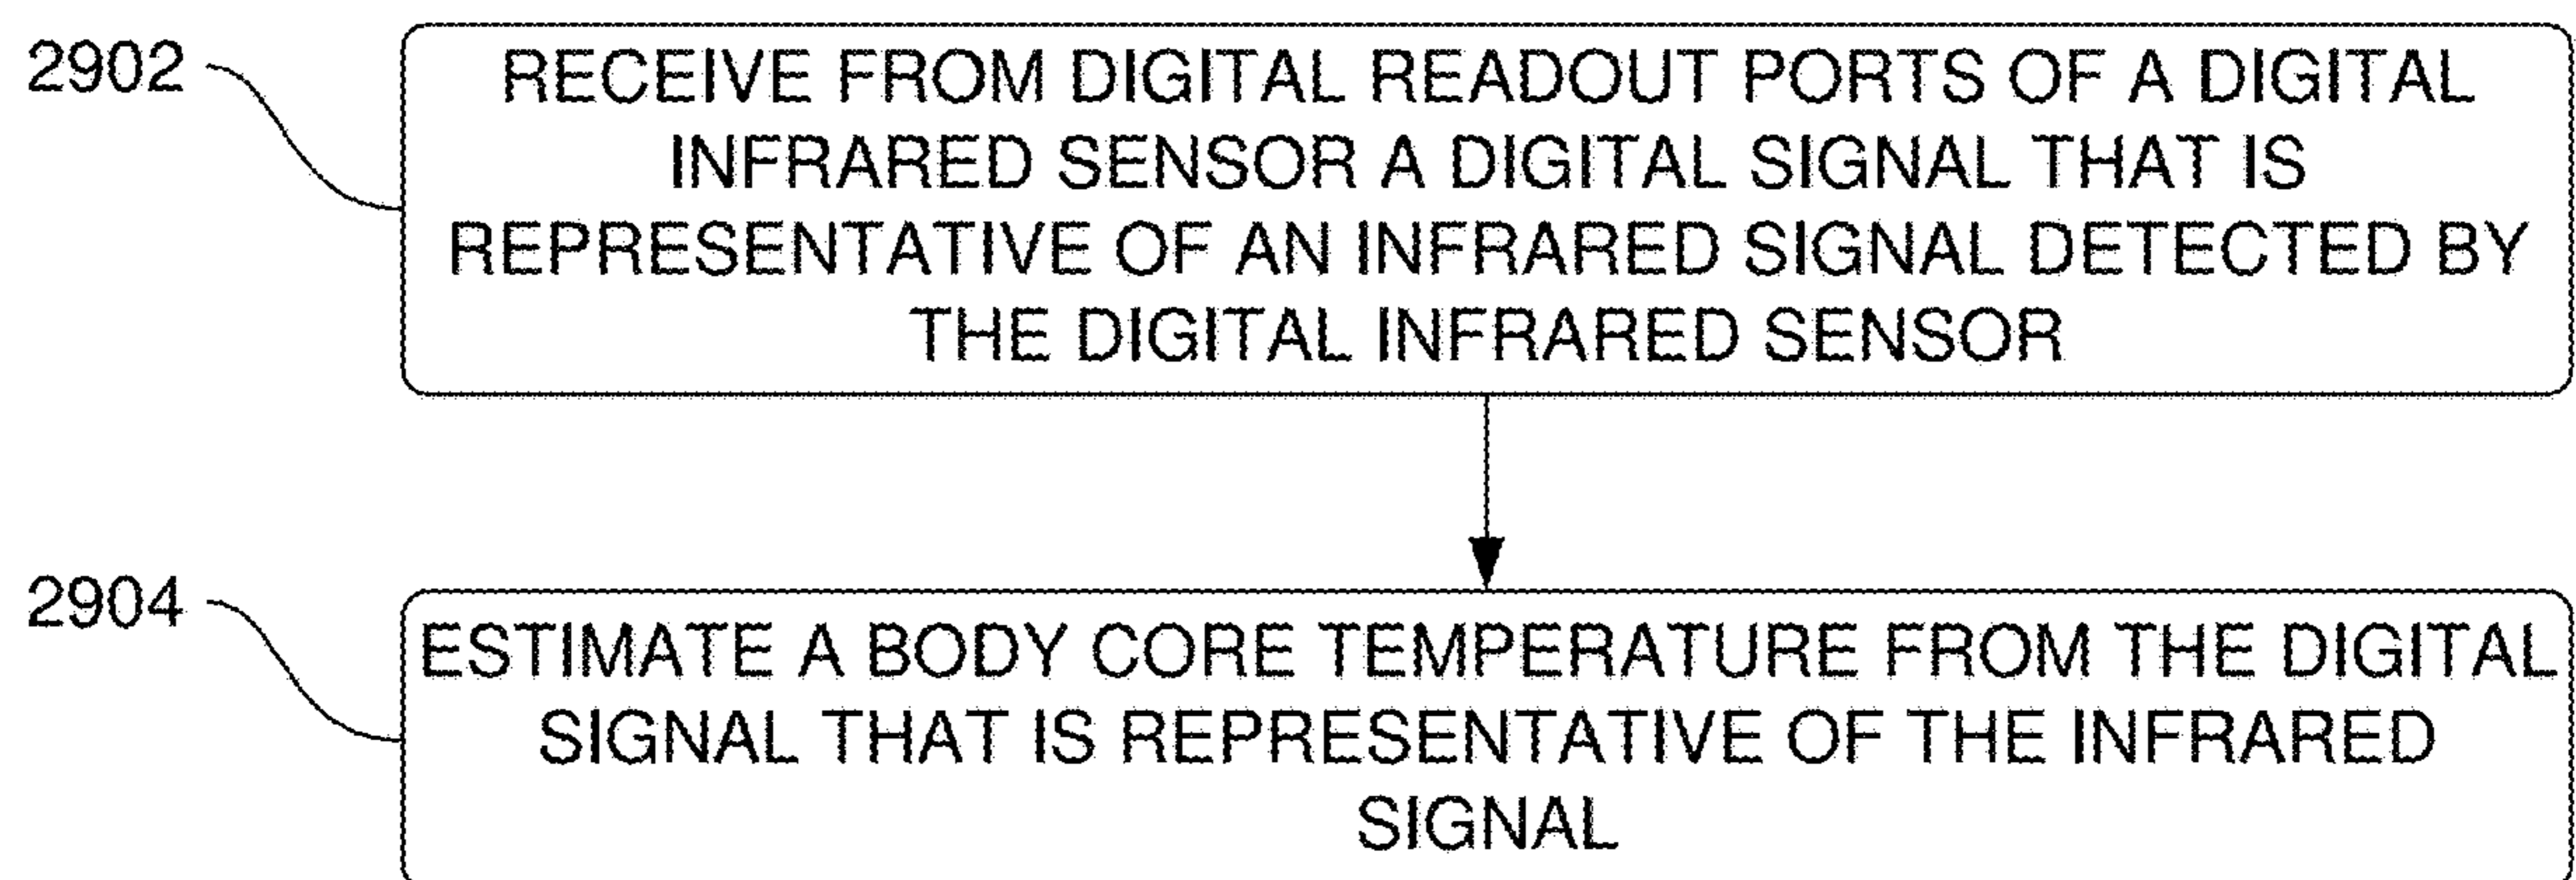 2902
RECEIVE FROM DIGITAL READOUT PORTS OF A DIGITAL
INFRARED SENSOR A DIGITAL SIGNAL THAT IS
REPRESENTATIVE OF AN INFRARED SIGNAL DETECTED BY
THE DIGITAL INFRARED SENSOR
2904
ESTIMATE A BODY CORE TEMPERATURE FROM THE DIGITAL
SIGNAL THAT IS REPRESENTATIVE OF THE INFRARED
SIGNAL